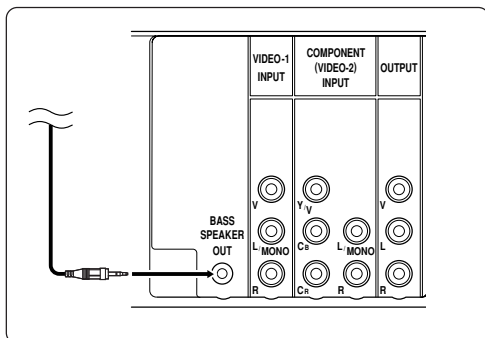 VIDEO-1
INPUT
COMPONENT
(VIDEO-2)
INPUT
OUTPUT
BASS
SPEAKER
OUT
V
L/MONO
R
Y/V
CB
CR
L/MONO
R
V
L
R